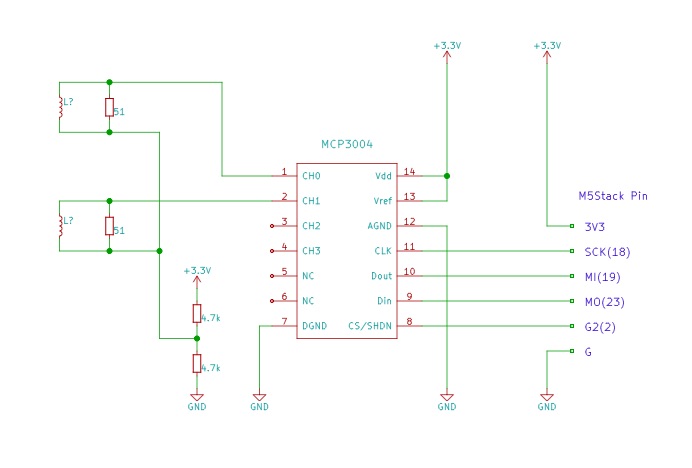 +3.3V
+3.3V
L?
51
MCP3004
1 CH0 Vdd 14
M5Stack Pin
L?
51
2 CH1 Vref 13
3 CH2 AGND 12
3V3
4 CH3 CLK 11
SCK(18)
+3.3V
5 NC Dout 10
MI(19)
6 NC Din 9
MO(23)
4.7k
7 DGND CS/SHDN 8
G2(2)
G
4.7k
GND
GND
GND
GND